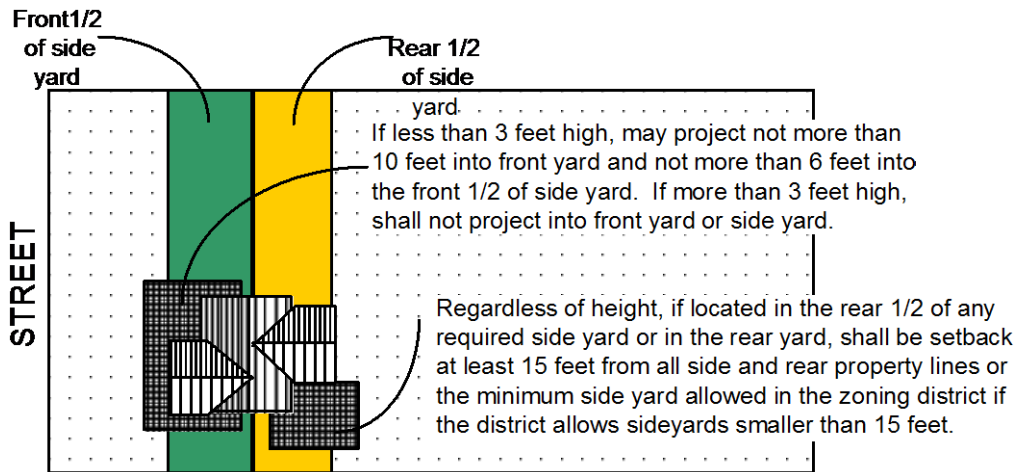 Front1/2
of side
yard
Rear 1/2
of side
yard
If less than 3 feet high, may project not more than
10 feet into front yard and not more than 6 feet into
the front 1/2 of side yard.  If more than 3 feet high,
shall not project into front yard or side yard.
STREET
Regardless of height, if located in the rear 1/2 of any
required side yard or in the rear yard, shall be setback
at least 15 feet from all side and rear property lines or
the minimum side yard allowed in the zoning district if
the district allows sideyards smaller than 15 feet.